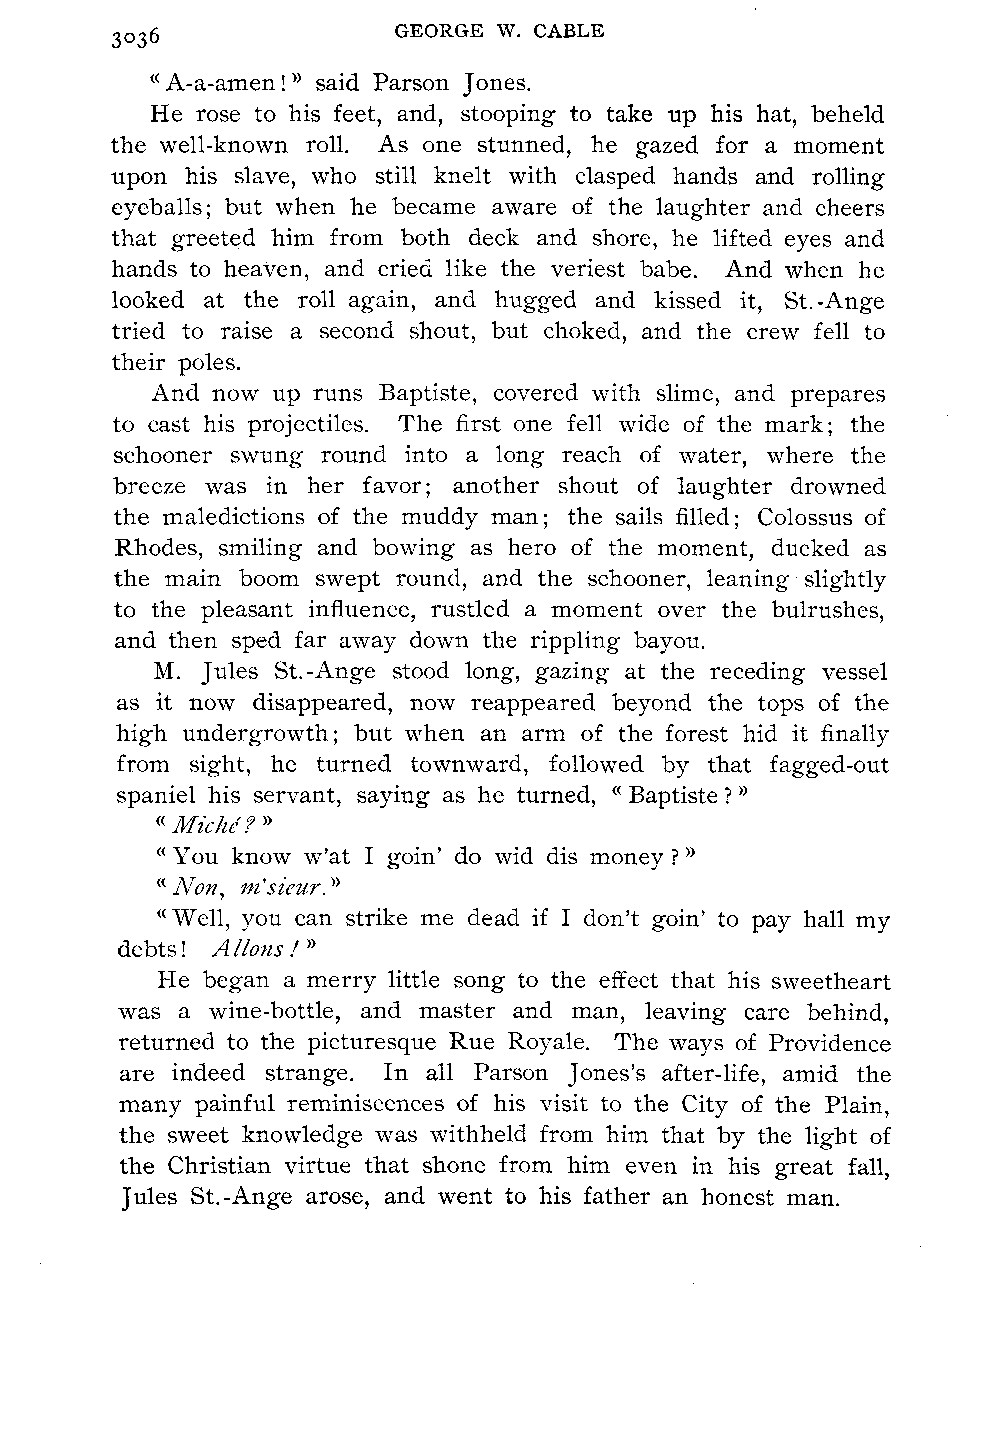 3036
GEORGE W. CABLE
“A-a-amen!” said Parson Jones.
He rose to his feet, and, stooping to take up his hat, beheld
the well-known roll. As one stunned, he gazed for a moment
upon his slave, who still knelt with clasped hands and rolling
eyeballs; but when he became aware of the laughter and cheers
that greeted him from both deck and shore, he lifted eyes and
hands to heaven, and cried like the veriest babe. And when he
looked at the roll again, and hugged and kissed it, St.-Ange
tried to raise a second shout, but choked, and the crew fell to
their poles.
And now up runs Baptiste, covered with slime, and prepares
to cast his projectiles. The first one fell wide of the mark; the
schooner swung round into a long reach of water, where the
breeze was in her favor; another shout of laughter drowned
the maledictions of the muddy man; the sails filled; Colossus of
Rhodes, smiling and bowing as hero of the moment, ducked as
the main boom swept round, and the schooner, leaning slightly
to the pleasant influence, rustled a moment over the bulrushes,
and then sped far away down the rippling bayou.
M. Jules St.-Ange stood long, gazing at the receding vessel
as it now disappeared, now reappeared beyond the tops of the
high undergrowth; but when an arm of the forest hid it finally
from sight, he turned townward, followed by that fagged-out
spaniel his servant, saying as he turned, “Baptiste?”
“Miché?”
“You know w'at I goin' do wid dis money?”
“Non, m'sieur.”
“Well, you can strike me dead if I don't goin' to pay hall my
debts! Allons!”
He began a merry little song to the effect that his sweetheart
was a wine-bottle, and master and man, leaving care behind,
returned to the picturesque Rue Royale. The ways of Providence
are indeed strange. In all Parson Jones's after-life, amid the
many painful reminiscences of his visit to the City of the Plain,
the sweet knowledge was withheld from him that by the light of
the Christian virtue that shone from him even in his great fall,
Jules St.-Ange arose, and went to his father an honest man.